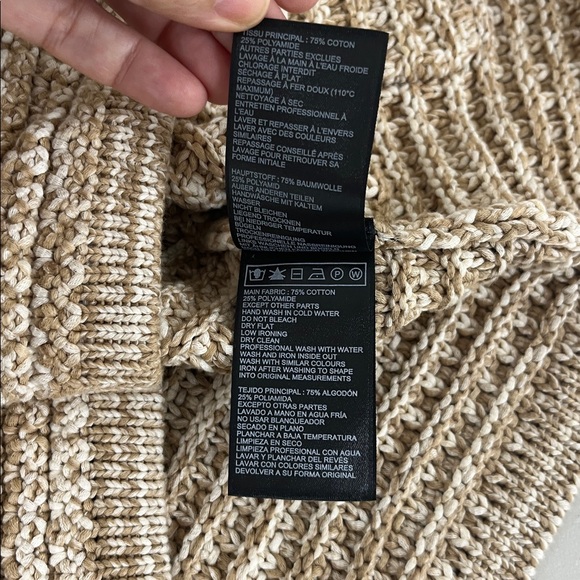 TISSU PRINCIPAL : 75% COTON
25% POLYAMIDE
AUTRES PARTIES EXCLUES
LAVAGE À LA MAIN À L'EAU FROIDE
CHLORAGE INTERDIT
SÉCHAGE À PLAT
REPASSAGE À FER DOUX (110°C
MAXIMUM)
NETTOYAGE À SEC
ENTRETIEN PROFESSIONNEL À
L'EAU
LAVER ET REPASSER À L'ENVERS
LAVER AVEC DES COULEURS
SIMILAIRES
REPASSAGE CONSEILLÉ APRÈS
LAVAGE POUR RETROUVER SA
FORME INITIALE
HAUPTSTOFF : 75% BAUMWOLLE
25% POLYAMID
AUßER ANDEREN TEILEN
HANDWÄSCHE MIT KALTEM
WASSER
NICHT BLEICHEN
LIEGEND TROCKNEN
BEI NIEDRIGER TEMPERATUR
BÜGELN
TROCKENREINIGUNG
PROFESSIONELLE NASSREINIGUNG
MAIN FABRIC : 75% COTTON
25% POLYAMIDE
EXCEPT OTHER PARTS
HAND WASH IN COLD WATER
DO NOT BLEACH
DRY FLAT
LOW IRONING
DRY CLEAN
PROFESSIONAL WASH WITH WATER
WASH AND IRON INSIDE OUT
WASH WITH SIMILAR COLOURS
IRON AFTER WASHING TO SHAPE
INTO ORIGINAL MEASUREMENTS
TEJIDO PRINCIPAL : 75% ALGODÓN
25% POLIAMIDA
EXCEPTO OTRAS PARTES
LAVADO A MANO EN AGUA FRÍA
NO USAR BLANQUEADOR
SECADO EN PLANO
PLANCHAR A BAJA TEMPERATURA
LIMPIEZA EN SECO
LIMPIEZA PROFESIONAL CON AGUA
LAVAR Y PLANCHAR DEL REVÉS
LAVAR CON COLORES SIMILARES
DEVOLVER A SU FORMA ORIGINAL